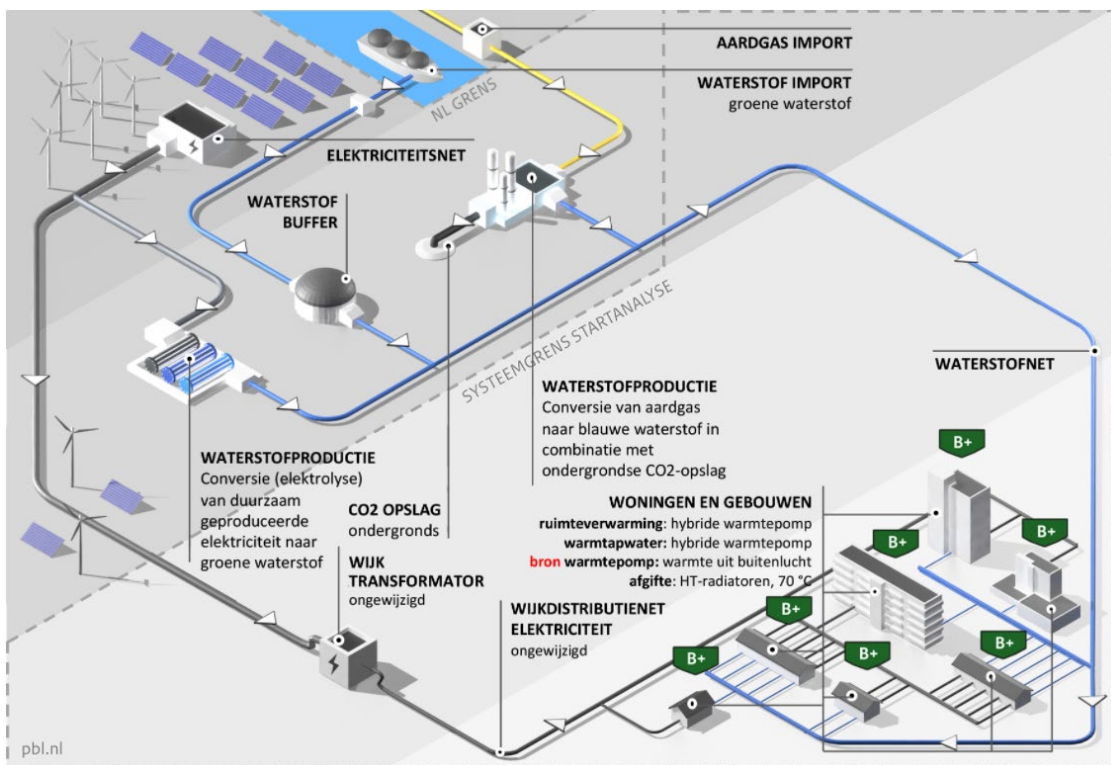 AARDGAS IMPORT
WATERSTOF IMPORT
groene waterstof
NL GRENS
ELEKTRICITEITSNET
WATERSTOF
BUFFER
SYSTEEMGRENS STARTANALYSE
WATERSTOFNET
WATERSTOFPRODUCTIE
Conversie van aardgas
naar blauwe waterstof in
combinatie met
ondergrondse CO2-opslag
WATERSTOFPRODUCTIE
Conversie (elektrolyse)
van duurzaam
geproduceerde
elektriciteit naar
groene waterstof
CO2 OPSLAG
ondergronds
WIJK
TRANSFORMATOR
ongewijzigd
WONINGEN EN GEBOUWEN
ruimteverwarming: hybride warmtepomp
warmtapwater: hybride warmtepomp
bron warmtepomp: warmte uit buitenlucht
afgifte: HT-radiatoren, 70 °C
WIJKDISTRIBUTIENET
ELEKTRICITEIT
ongewijzigd
B+
B+
B+
B+
B+
B+
B+
pbl.nl